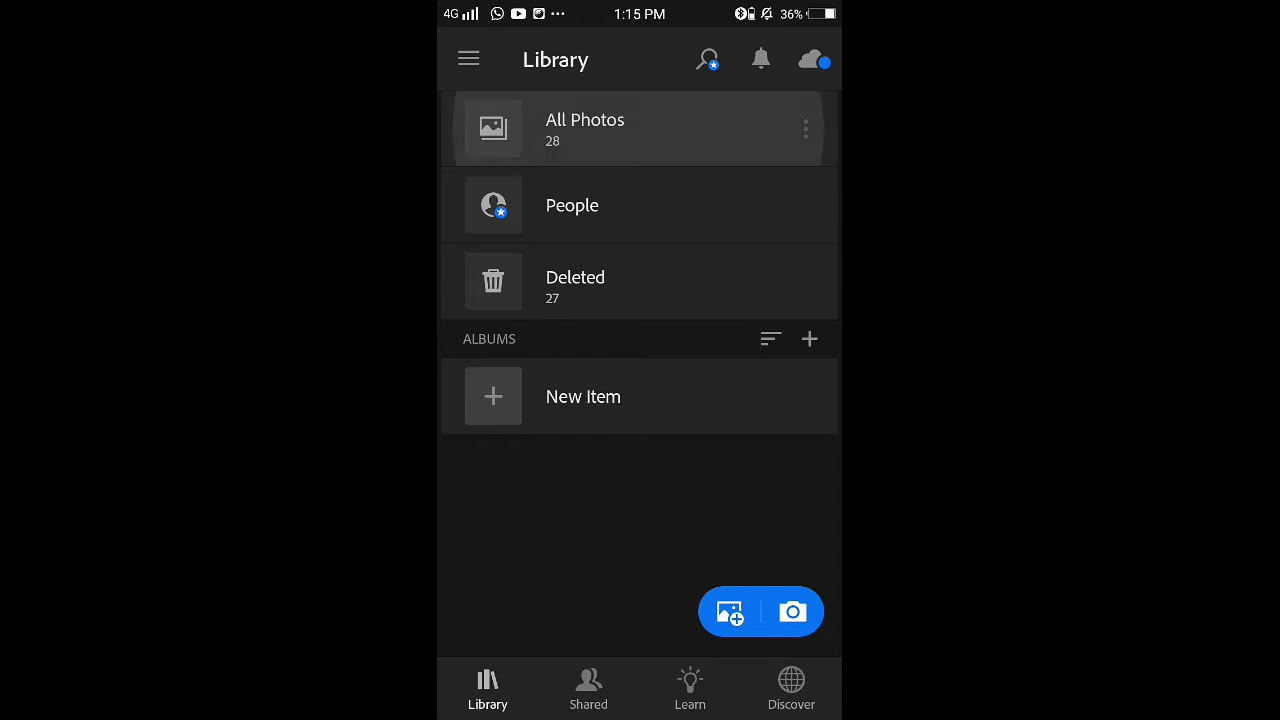 4G 1:15 PM 36%
Library
All Photos
28
People
Deleted
27
ALBUMS
New Item
Library Shared Learn Discover